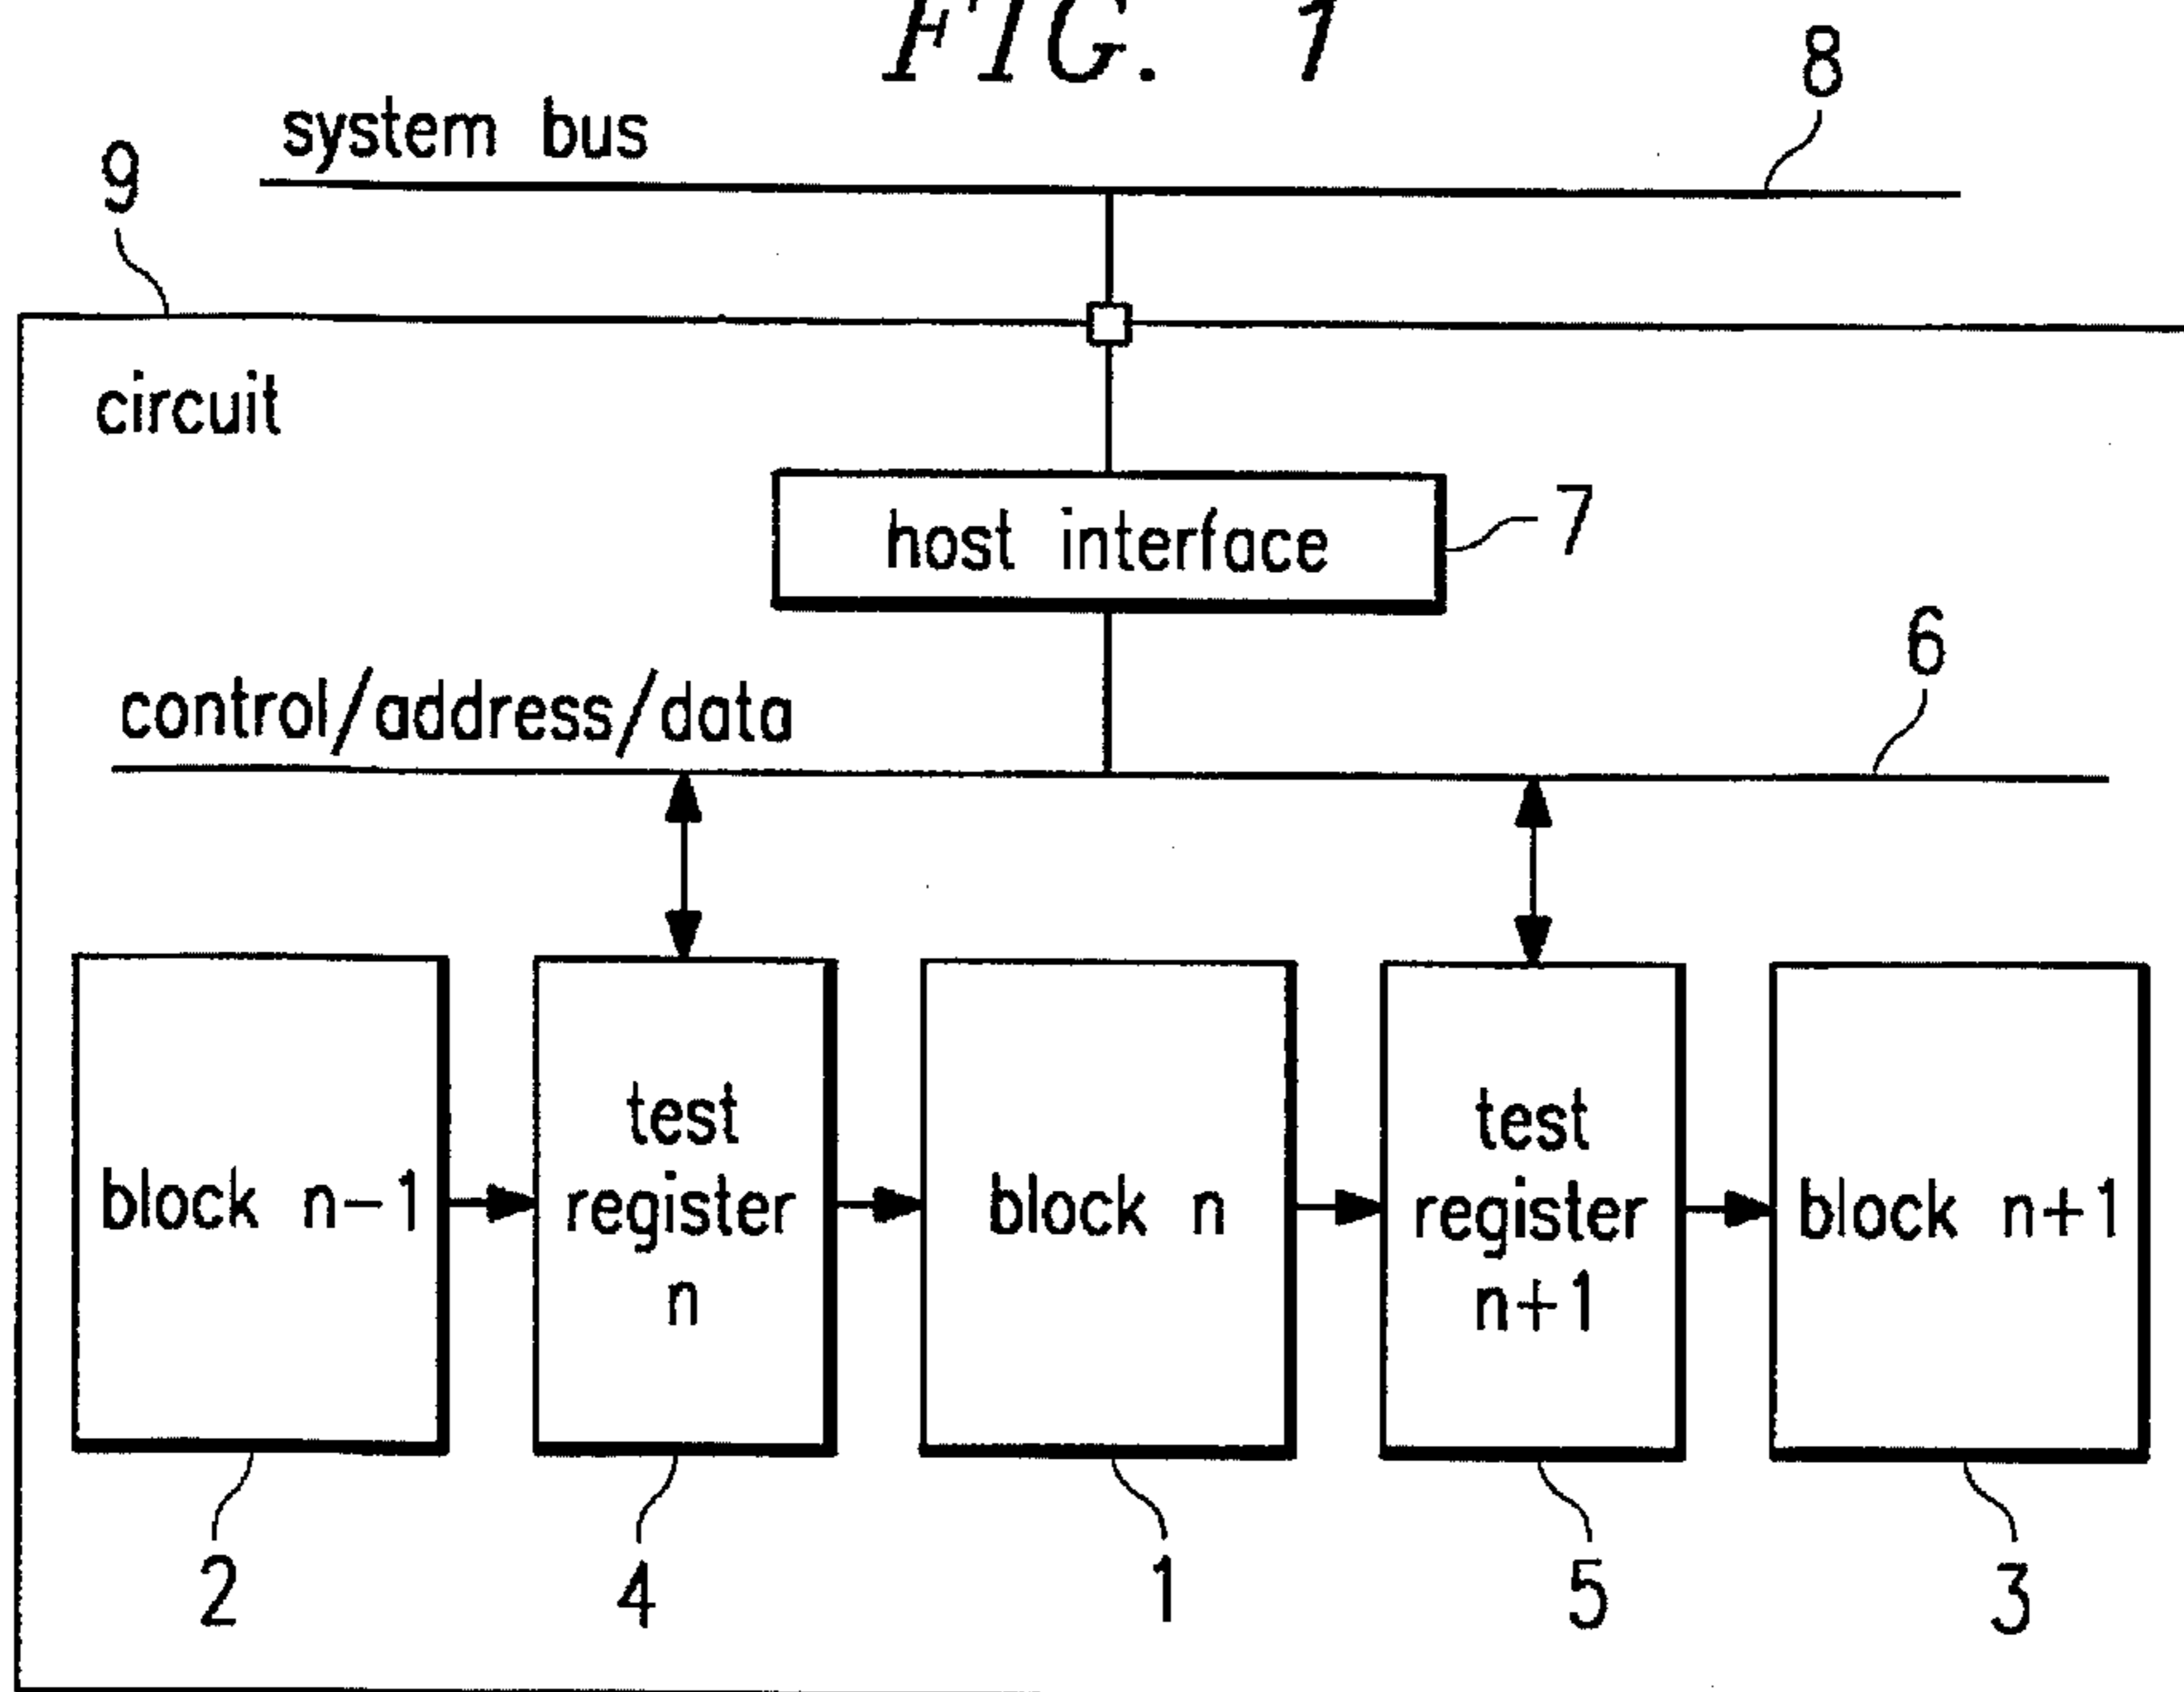 FIG. 1
8
system bus
9
circuit
host interface
7
6
control/address/data
block n-1
test
register
n
block n
test
register
n+1
block n+1
2
4
1
5
3